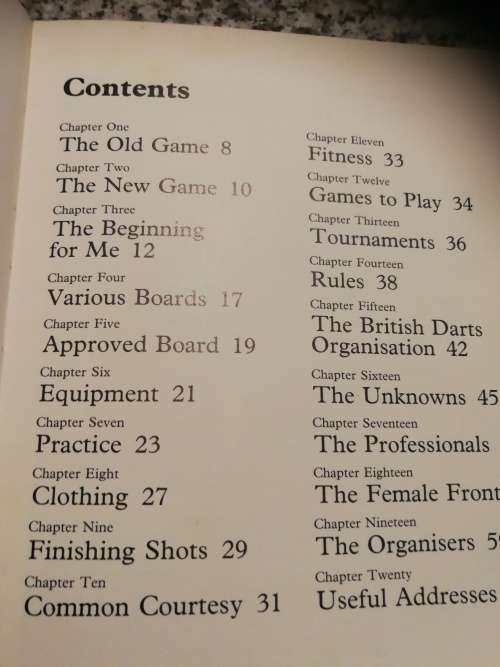 Contents
Chapter One
The Old Game 8
Chapter Two
The New Game 10
Chapter Three
The Beginning
for Me 12
Chapter Four
Various Boards 17
Chapter Five
Approved Board 19
Chapter Six
Equipment 21
Chapter Seven
Practice 23
Chapter Eight
Clothing 27
Chapter Nine
Finishing Shots 29
Chapter Ten
Common Courtesy 31
Chapter Eleven
Fitness 33
Chapter Twelve
Games to Play 34
Chapter Thirteen
Tournaments 36
Chapter Fourteen
Rules 38
Chapter Fifteen
The British Darts
Organisation 42
Chapter Sixteen
The Unknowns 45
Chapter Seventeen
The Professionals
Chapter Eighteen
The Female Front
Chapter Nineteen
The Organisers
Chapter Twenty
Useful Addresses